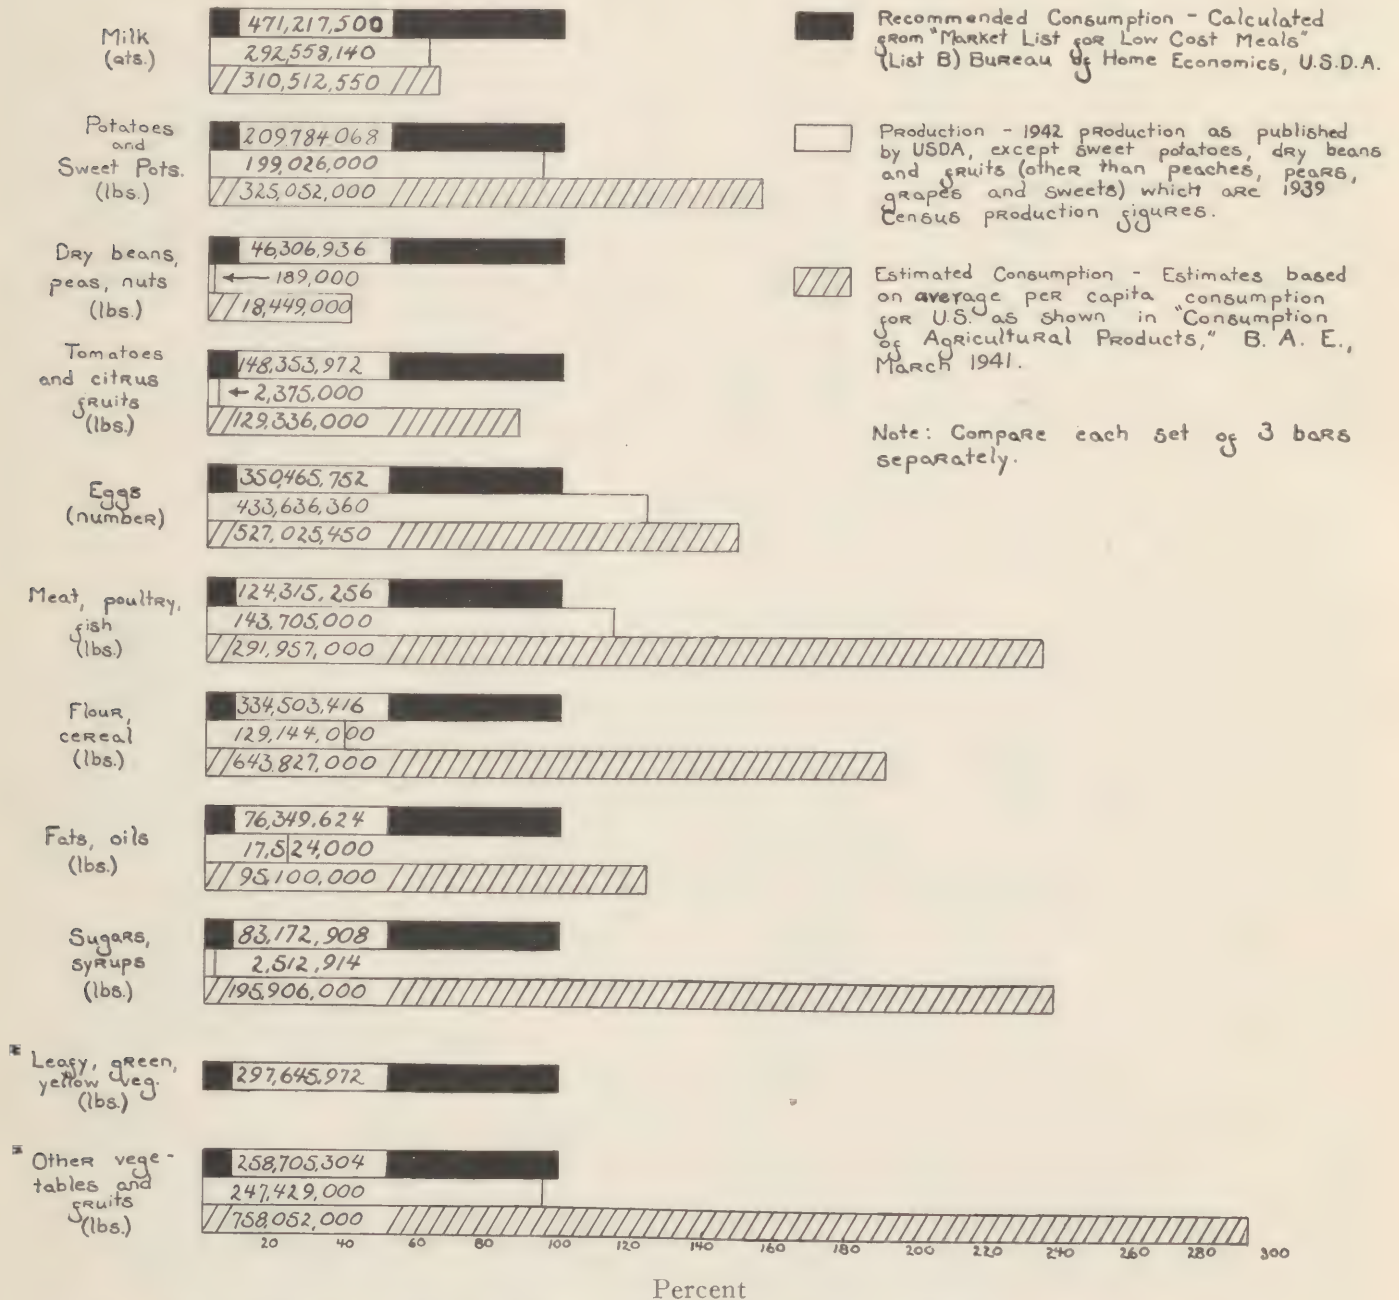 Milk
(qts.)
471,217,500
292,558,140
310,512,550
Potatoes
and
Sweet Pots.
(lbs.)
209784068
199,026,000
325,052,000
Dry beans,
peas, nuts
(lbs.)
46,306,936
189,000
18,449,000
Tomatoes
and citrus
fruits
(lbs.)
148,353,972
2,375,000
129,336,000
Eggs
(number)
350,465,752
433,636,360
527,025,450
Meat, poultry,
fish
(lbs.)
124,315,256
143,705,000
291,957,000
Flour,
cereal
(lbs.)
334,503,416
129,144,000
643,827,000
Fats, oils
(lbs.)
76,349,624
17,524,000
95,100,000
Sugars,
syrups
(lbs.)
83,172,908
2,512,914
195,906,000
Leafy, green,
yellow veg.
(lbs.)
297,645,972
Other vege-
tables and
fruits
(lbs.)
258,705,304
247,429,000
758,052,000
20 40 60 80 100 120 140 160 180 200 220 240 260 280 300
Percent
Recommended Consumption - Calculated
from "Market List for Low Cost Meals"
(List B) Bureau of Home Economics, U.S.D.A.
Production - 1942 production as published
by USDA, except sweet potatoes, dry beans
and fruits (other than peaches, pears,
grapes and sweets) which are 1939
Census production figures.
Estimated Consumption - Estimates based
on average per capita consumption
for U.S. as shown in "Consumption
of Agricultural Products," B. A. E.,
March 1941.
Note: Compare each set of 3 bars
separately.